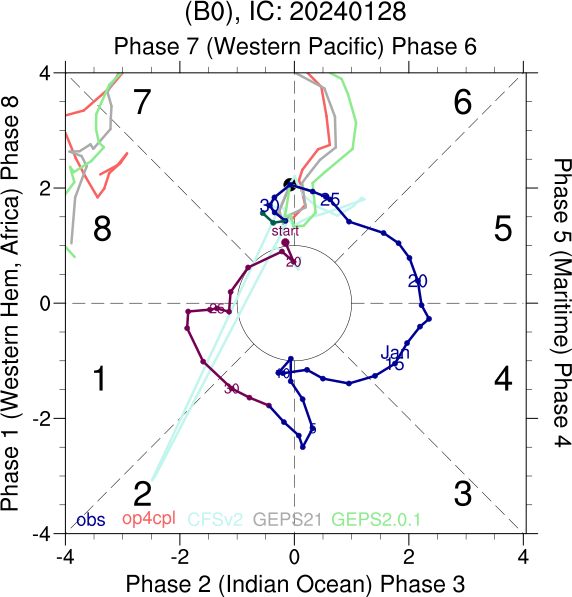 (B0), IC: 20240128
Phase 7 (Western Pacific) Phase 6
4
7
6
Phase 1 (Western Hem, Africa) Phase 8
Phase 5 (Maritime) Phase 4
2
30
25
8
start
5
20
20
0
25
Jan
15
10
1
4
30
-2
5
2
3
obs
op4cpl
CFSv2
GEPS21
GEPS2.0.1
-4
-4
-2
0
2
4
Phase 2 (Indian Ocean) Phase 3